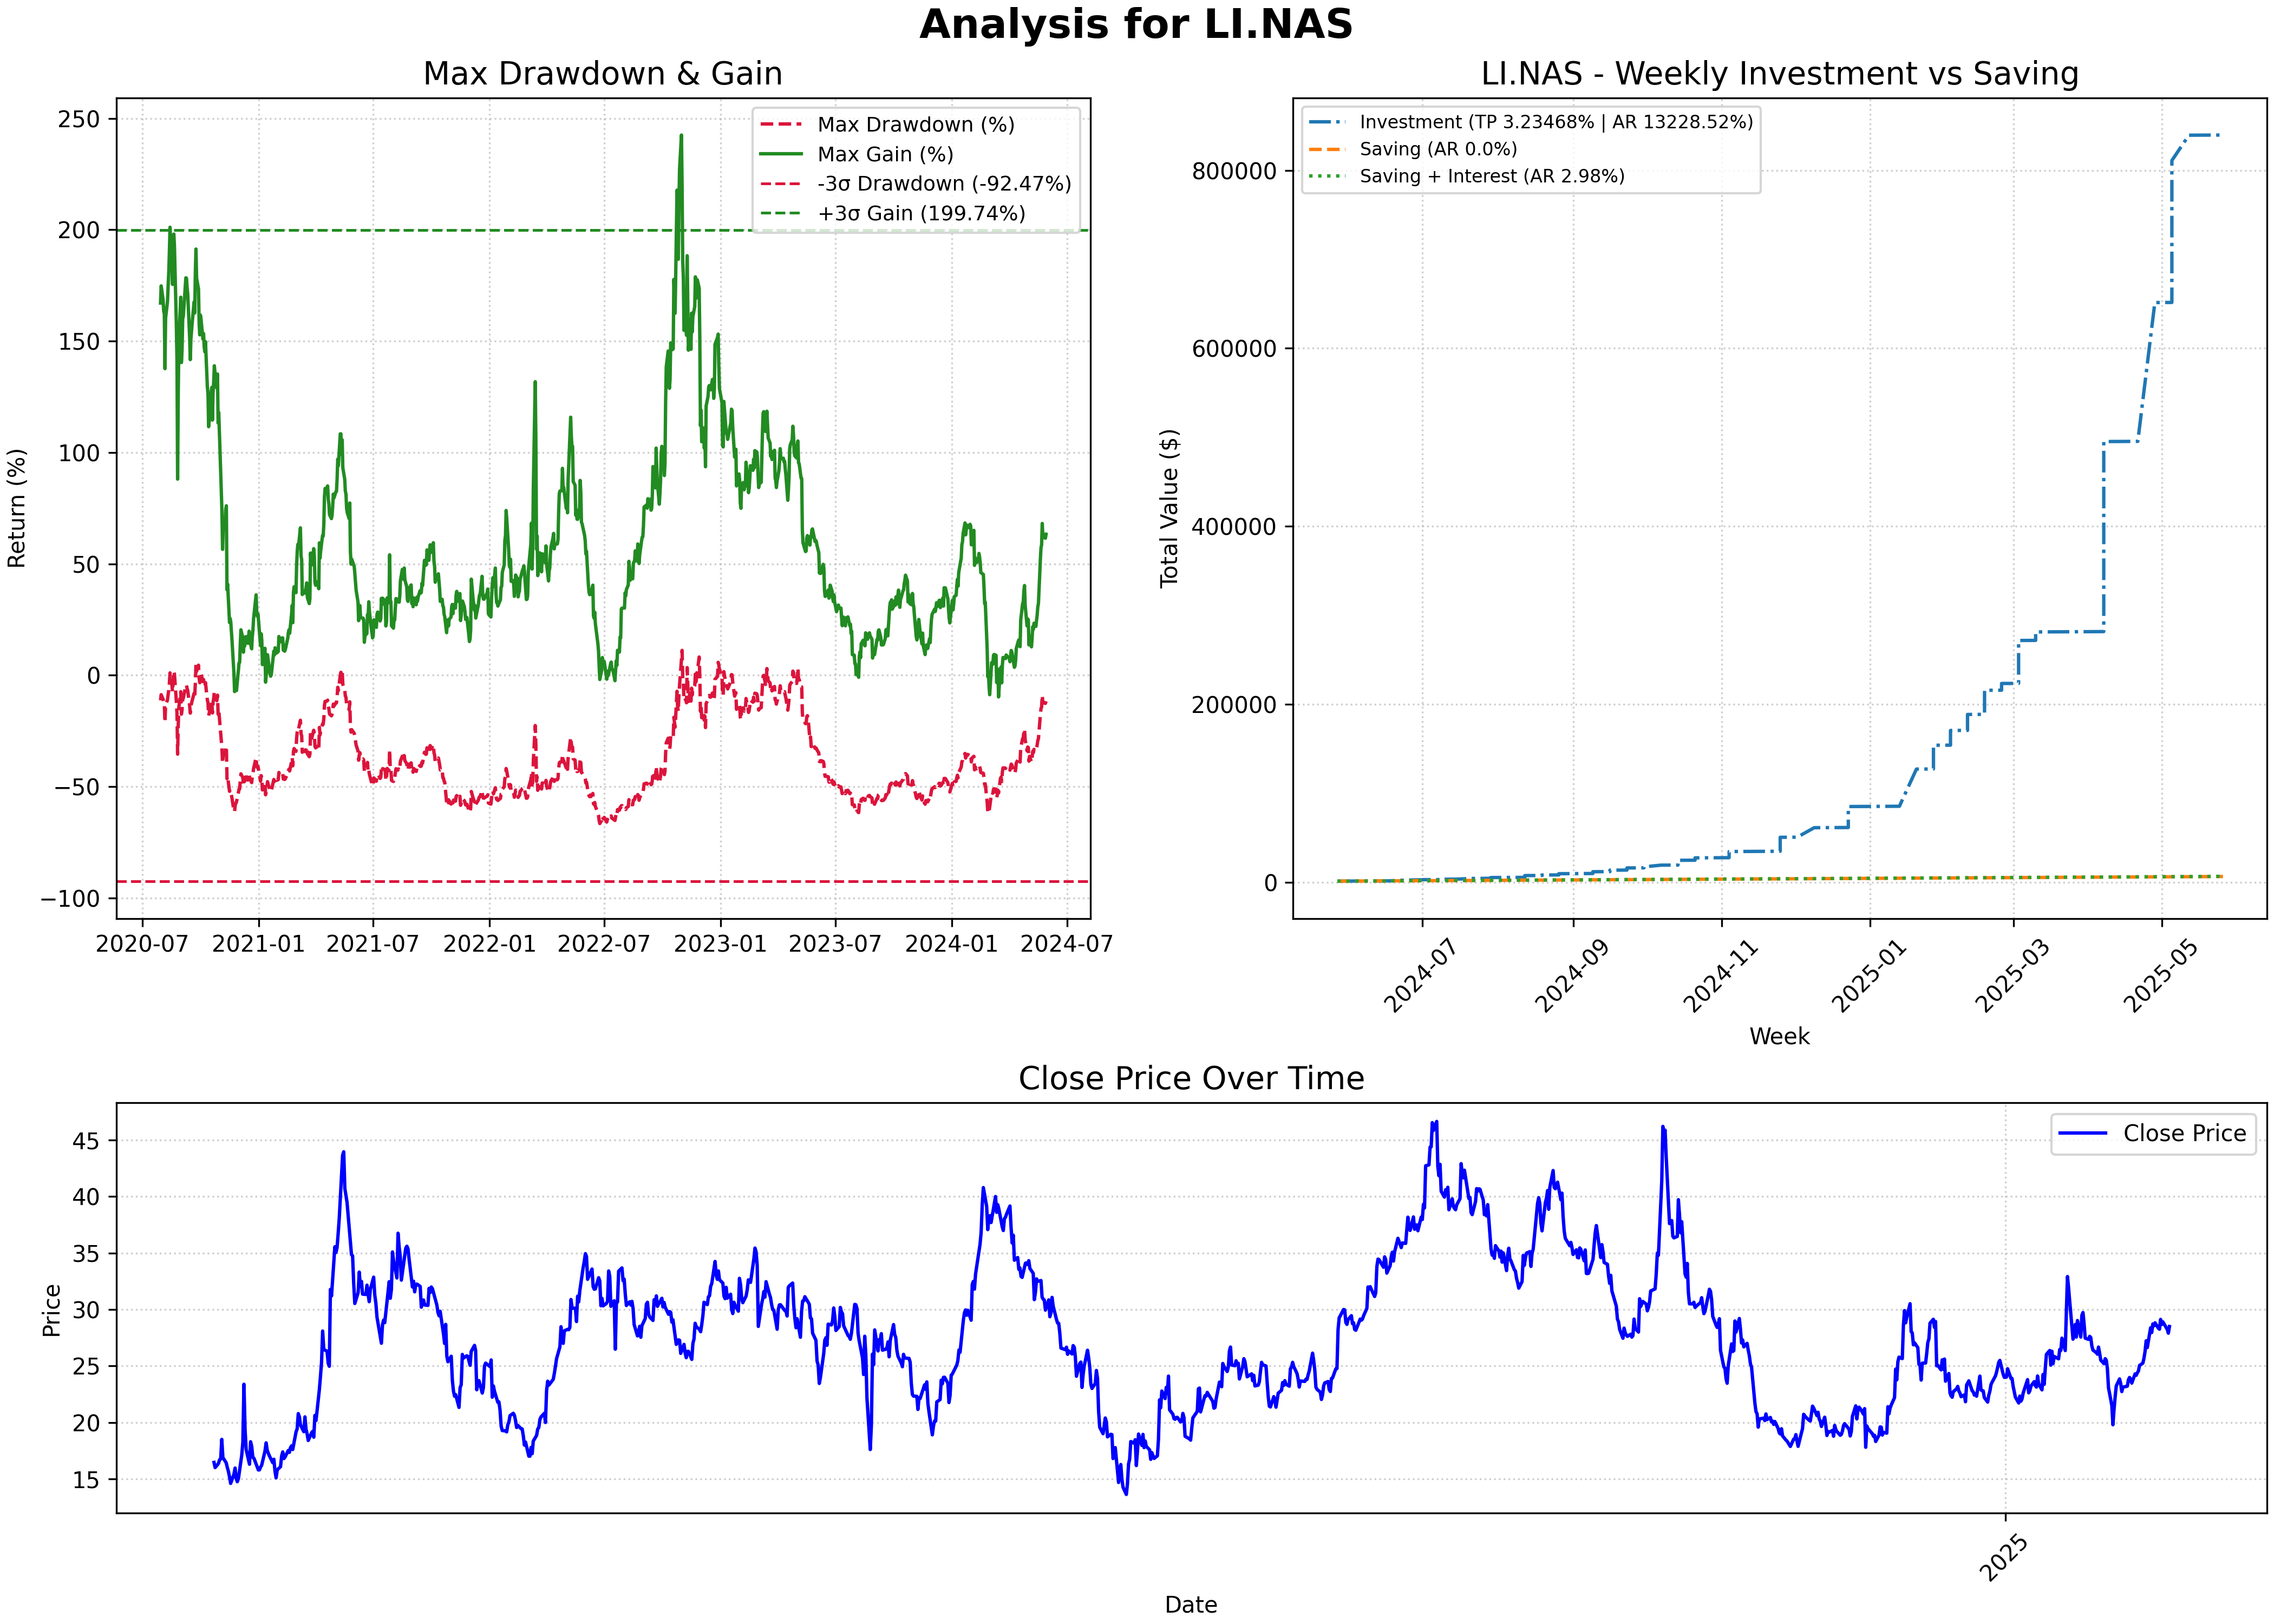 Analysis for LI.NAS
Max Drawdown & Gain
Return (%)
250
200
150
100
50
0
−50
−100
Max Drawdown (%)
Max Gain (%)
-3σ Drawdown (-92.47%)
+3σ Gain (199.74%)
2020-07 2021-01 2021-07 2022-01 2022-07 2023-01 2023-07 2024-01 2024-07
LI.NAS - Weekly Investment vs Saving
Total Value ($)
800000
600000
400000
200000
0
Investment (TP 3.23468% | AR 13228.52%)
Saving (AR 0.0%)
Saving + Interest (AR 2.98%)
2024-07 2024-09 2024-11 2025-01 2025-03 2025-05
Week
Close Price Over Time
Price
45
40
35
30
25
20
15
Close Price
2025
Date